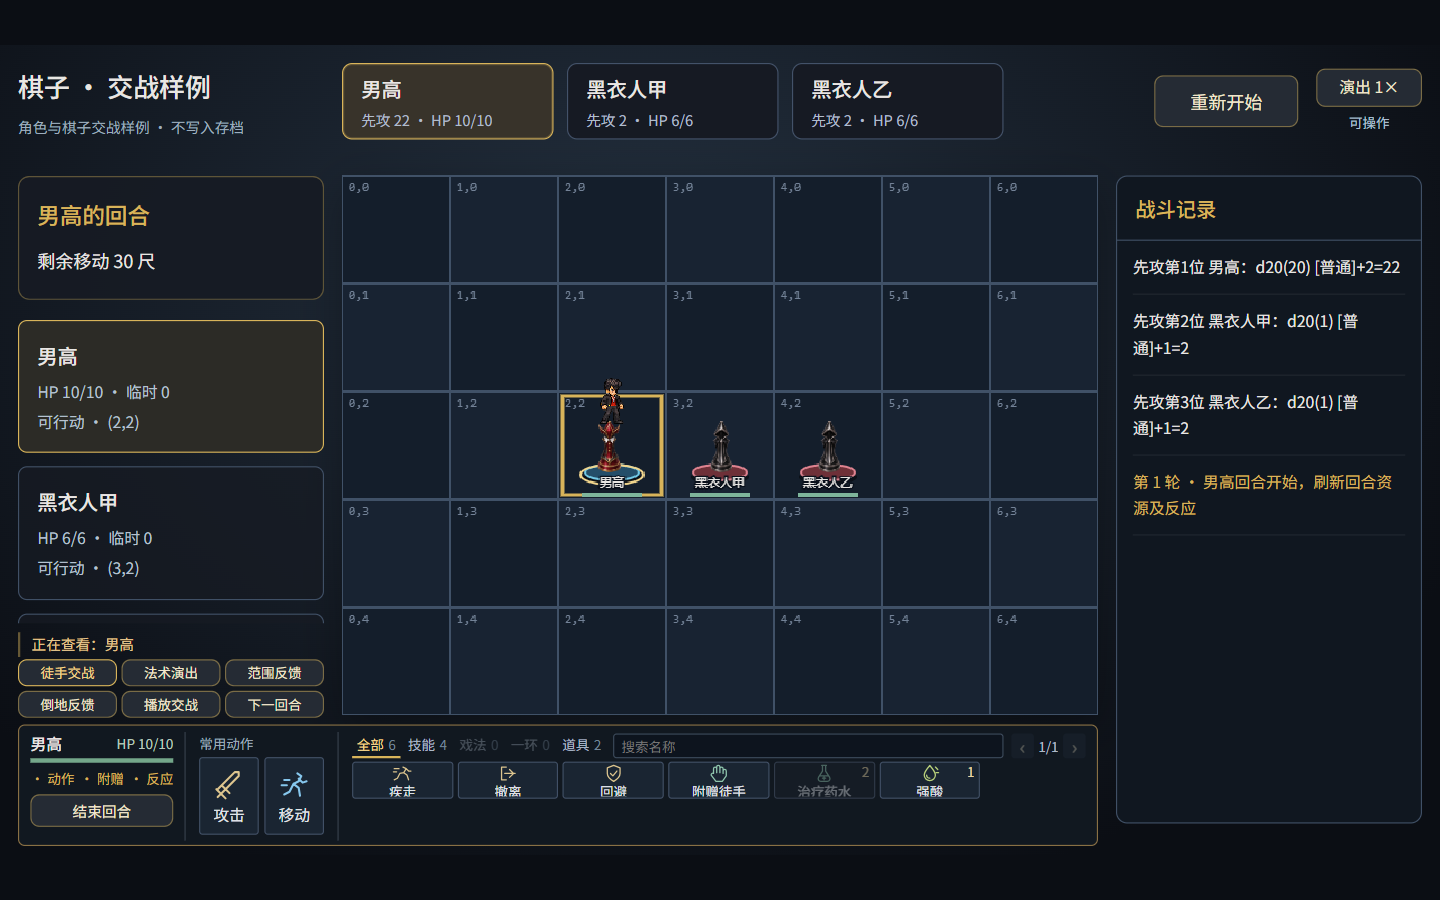 棋子 · 交战样例
角色与棋子交战样例 · 不写入存档
男高
先攻 22 · HP 10/10
黑衣人甲
先攻 2 · HP 6/6
黑衣人乙
先攻 2 · HP 6/6
重新开始
演出 1×
可操作
男高的回合
剩余移动 30 尺
男高
HP 10/10 · 临时 0
可行动 · (2,2)
黑衣人甲
HP 6/6 · 临时 0
可行动 · (3,2)
正在查看：男高
徒手交战
法术演出
范围反馈
倒地反馈
播放交战
下一回合
0,0 1,0 2,0 3,0 4,0 5,0 6,0
0,1 1,1 2,1 3,1 4,1 5,1 6,1
0,2 1,2 2,2 3,2 4,2 5,2 6,2
男高 黑衣人甲 黑衣人乙
0,3 1,3 2,3 3,3 4,3 5,3 6,3
0,4 1,4 2,4 3,4 4,4 5,4 6,4
战斗记录
先攻第1位 男高：d20(20) [普通]+2=22
先攻第2位 黑衣人甲：d20(1) [普
通]+1=2
先攻第3位 黑衣人乙：d20(1) [普
通]+1=2
第 1 轮 · 男高回合开始，刷新回合资
源及反应
男高 HP 10/10
· 动作 · 附赠 · 反应
结束回合
常用动作
攻击
移动
全部 6 技能 4 戏法 0 一环 0 道具 2
搜索名称
‹ 1/1 ›
疾走
撤离
回避
附赠徒手
治疗药水 2
强酸 1